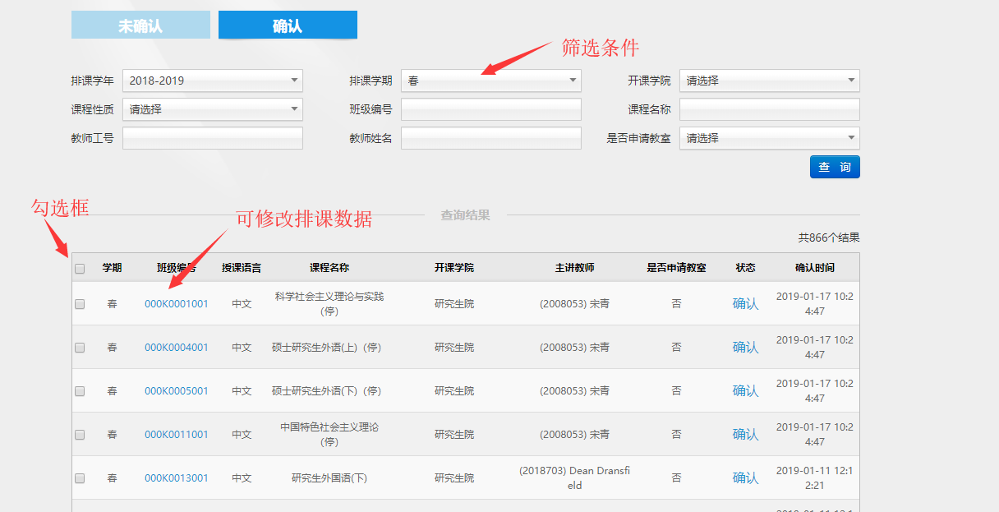 未确认 确认
筛选条件
排课学年 2018-2019 排课学期 春 开课学院 请选择
课程性质 请选择 班级编号 课程名称
教师工号 教师姓名 是否申请教室 请选择
查 询
勾选框
可修改排课数据
查询结果
共866个结果
学期 班级编号 授课语言 课程名称 开课学院 主讲教师 是否申请教室 状态 确认时间
春 000K0001001 中文 科学社会主义理论与实践 研究生院 (2008053) 宋青 否 确认 2019-01-17 10:2
(停) 4:47
春 000K0004001 中文 硕士研究生外语(上) (停) 研究生院 (2008053) 宋青 否 确认 2019-01-17 10:2
4:47
春 000K0005001 中文 硕士研究生外语(下) (停) 研究生院 (2008053) 宋青 否 确认 2019-01-17 10:2
4:47
春 000K0011001 中文 中国特色社会主义理论 研究生院 (2008053) 宋青 否 确认 2019-01-17 10:2
(停) 4:47
春 000K0013001 中文 研究生外国语(下) 研究生院 (2018703) Dean Dransfi 否 确认 2019-01-11 12:1
eld 2:21